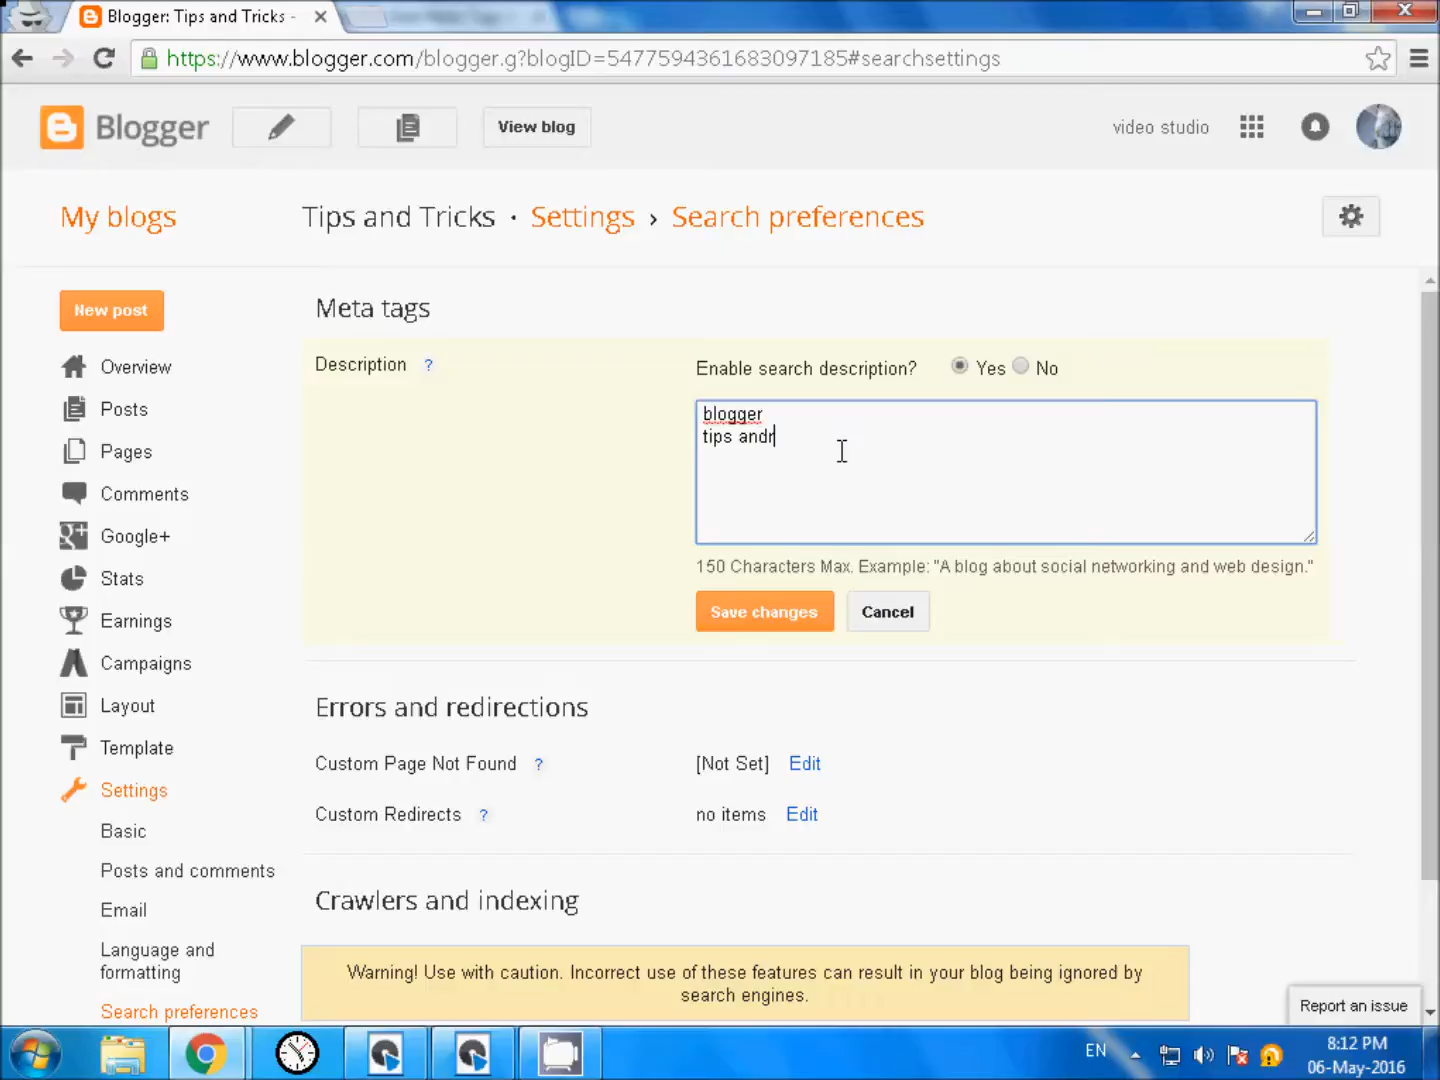 Blogger: Tips and Tricks -
https://www.blogger.com/blogger.g?blogID=5477594361683097185#searchsettings
Blogger
View blog
video studio
My blogs
Tips and Tricks · Settings › Search preferences
New post
Overview
Posts
Pages
Comments
Google+
Stats
Earnings
Campaigns
Layout
Template
Settings
Basic
Posts and comments
Email
Language and
formatting
Search preferences
Meta tags
Description ?
Enable search description? Yes No
blogger
tips andr
150 Characters Max. Example: "A blog about social networking and web design."
Save changes Cancel
Errors and redirections
Custom Page Not Found ? [Not Set] Edit
Custom Redirects ? no items Edit
Crawlers and indexing
Warning! Use with caution. Incorrect use of these features can result in your blog being ignored by
search engines.
Report an issue
EN
8:12 PM
06-May-2016